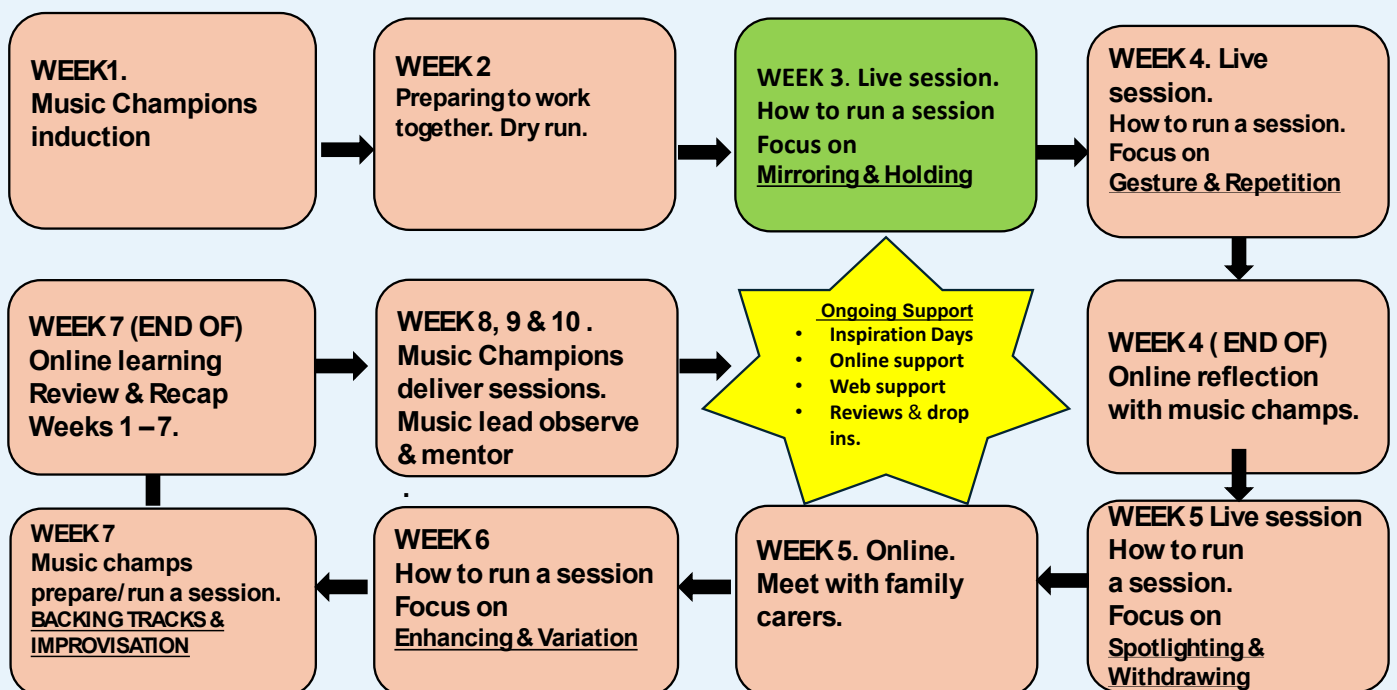 WEEK1.
Music Champions
induction
WEEK 2
Preparing to work
together. Dry run.
WEEK 3. Live session.
How to run a session
Focus on
Mirroring & Holding
WEEK 4. Live
session.
How to run a session.
Focus on
Gesture & Repetition
WEEK 4 ( END OF)
Online reflection
with music champs.
WEEK 5 Live session
How to run
a session.
Focus on
Spotlighting &
Withdrawing
WEEK 5. Online.
Meet with family
carers.
WEEK 6
How to run a session
Focus on
Enhancing & Variation
WEEK 7
Music champs
prepare/ run a session.
BACKING TRACKS &
IMPROVISATION
WEEK 7 (END OF)
Online learning
Review & Recap
Weeks 1 – 7.
WEEK 8, 9 & 10 .
Music Champions
deliver sessions.
Music lead observe
& mentor
.
Ongoing Support
• Inspiration Days
• Online support
• Web support
• Reviews & drop
ins.